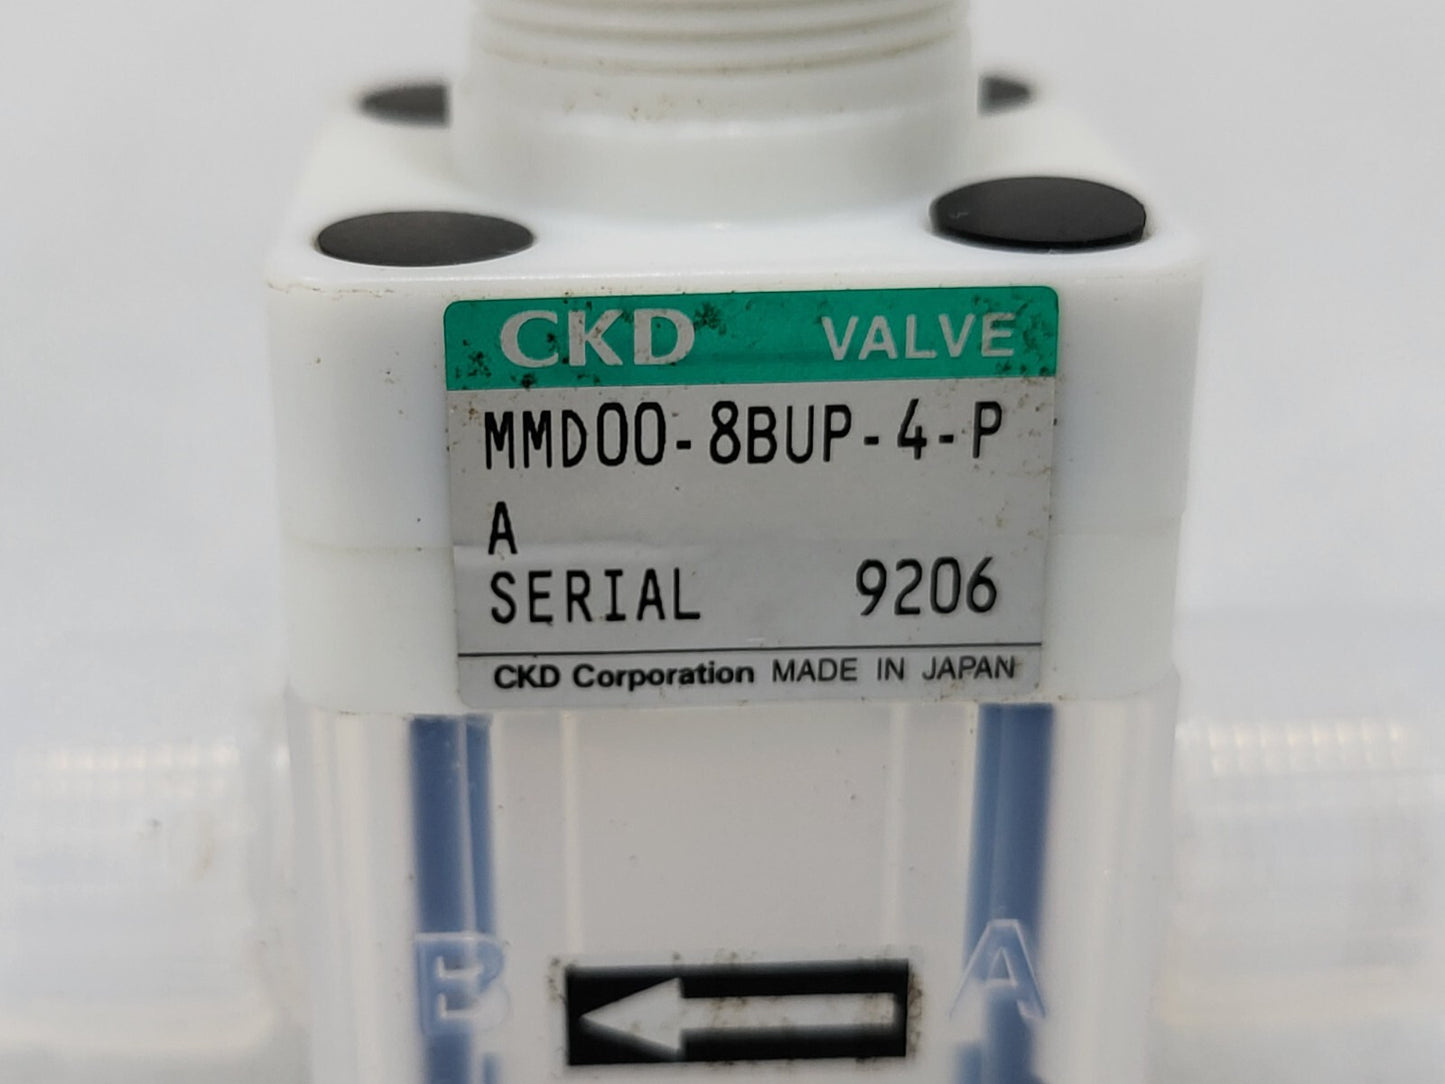 CKD VALVE
MMD00-8BUP-4-P
A
SERIAL 9206
CKD Corporation MADE IN JAPAN
B A